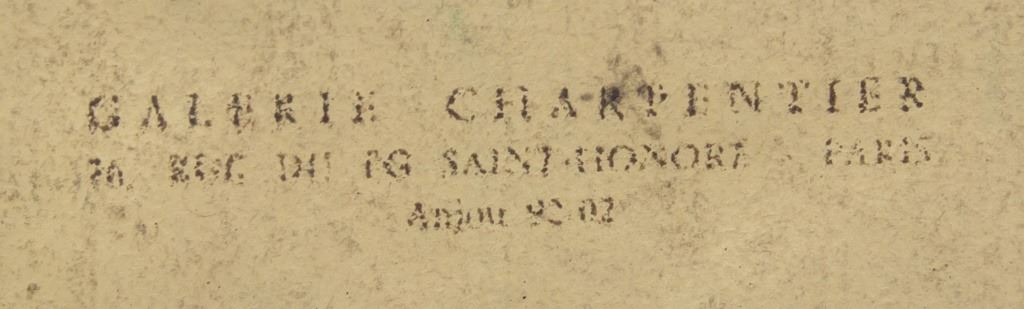 GALERIE CHARPENTIER
76, RUE DU FG SAINT-HONORE - PARIS
Anjou 92-02